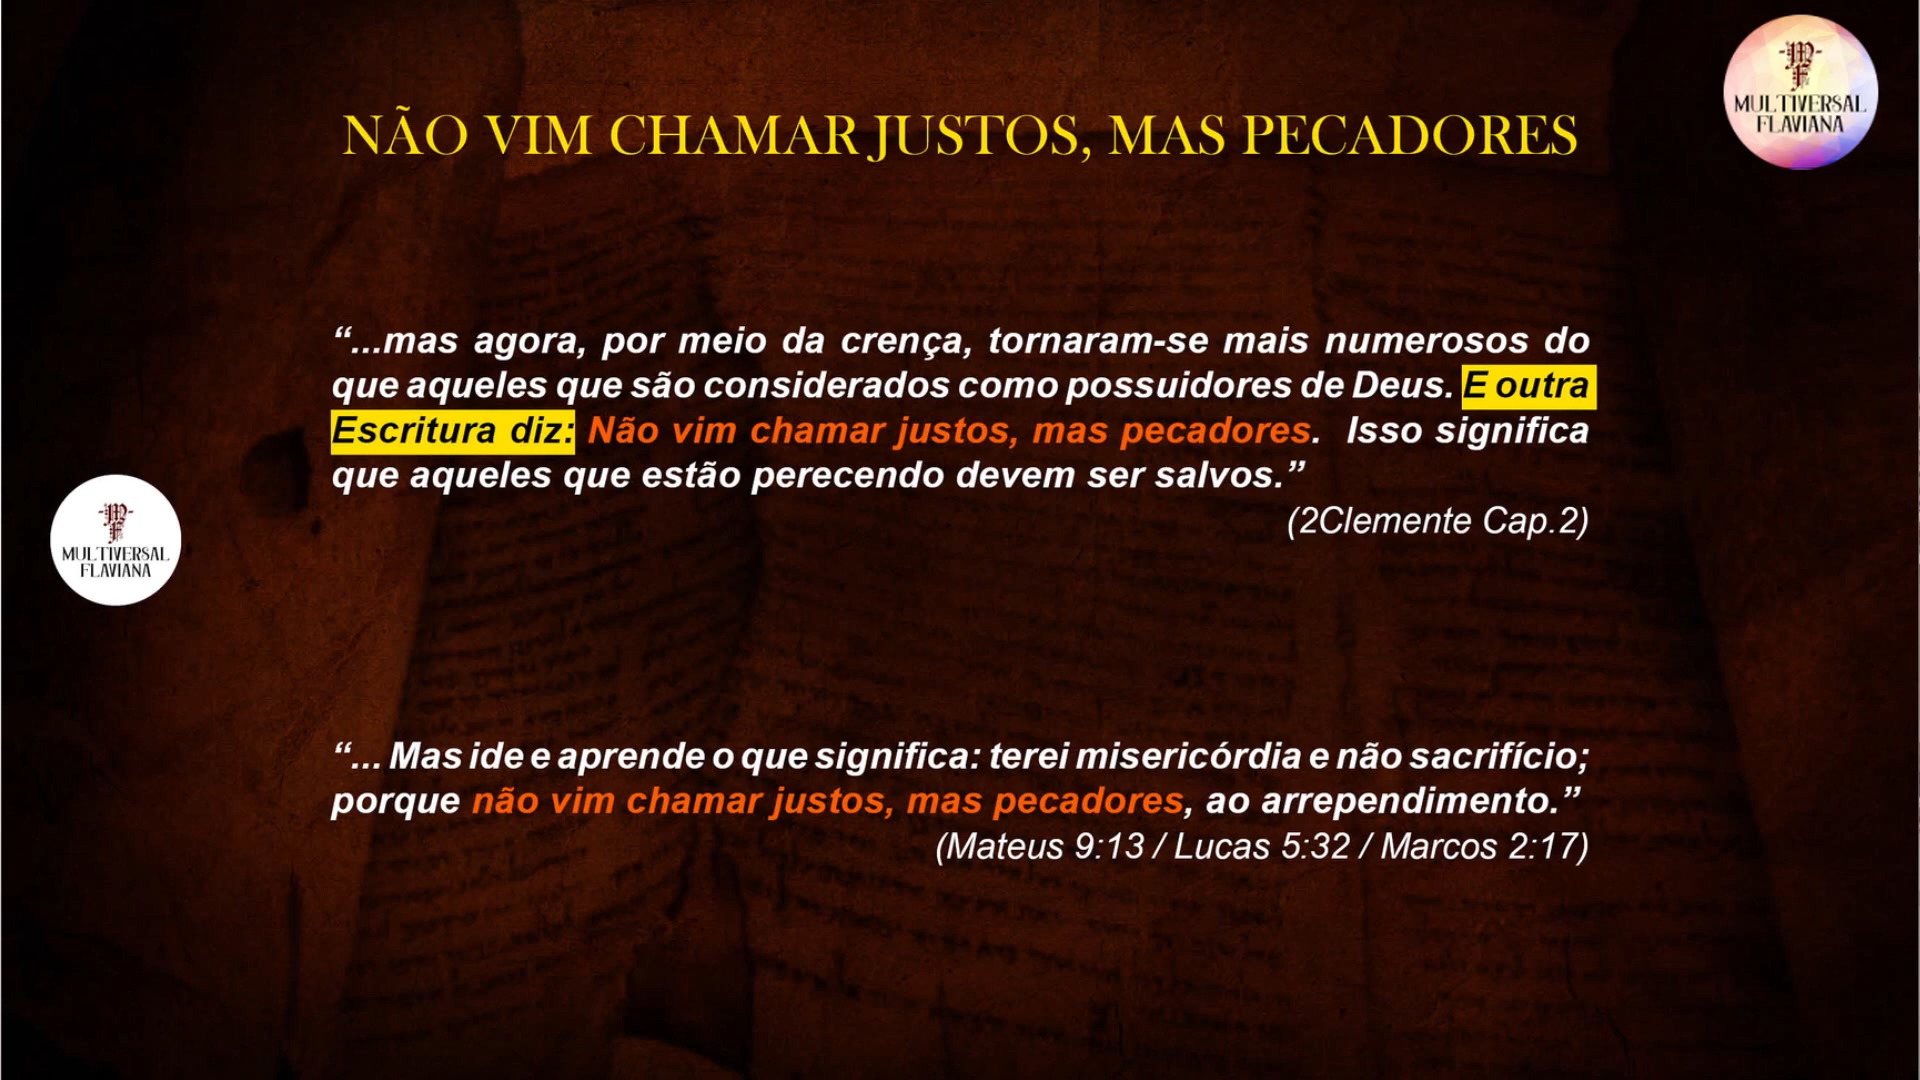 NÃO VIM CHAMAR JUSTOS, MAS PECADORES
MULTIVERSAL
FLAVIANA
“...mas agora, por meio da crença, tornaram-se mais numerosos do
que aqueles que são considerados como possuidores de Deus. E outra
Escritura diz: Não vim chamar justos, mas pecadores. Isso significa
que aqueles que estão perecendo devem ser salvos.”
(2Clemente Cap.2)
MULTIVERSAL
FLAVIANA
“... Mas ide e aprende o que significa: terei misericórdia e não sacrifício;
porque não vim chamar justos, mas pecadores, ao arrependimento.”
(Mateus 9:13 / Lucas 5:32 / Marcos 2:17)